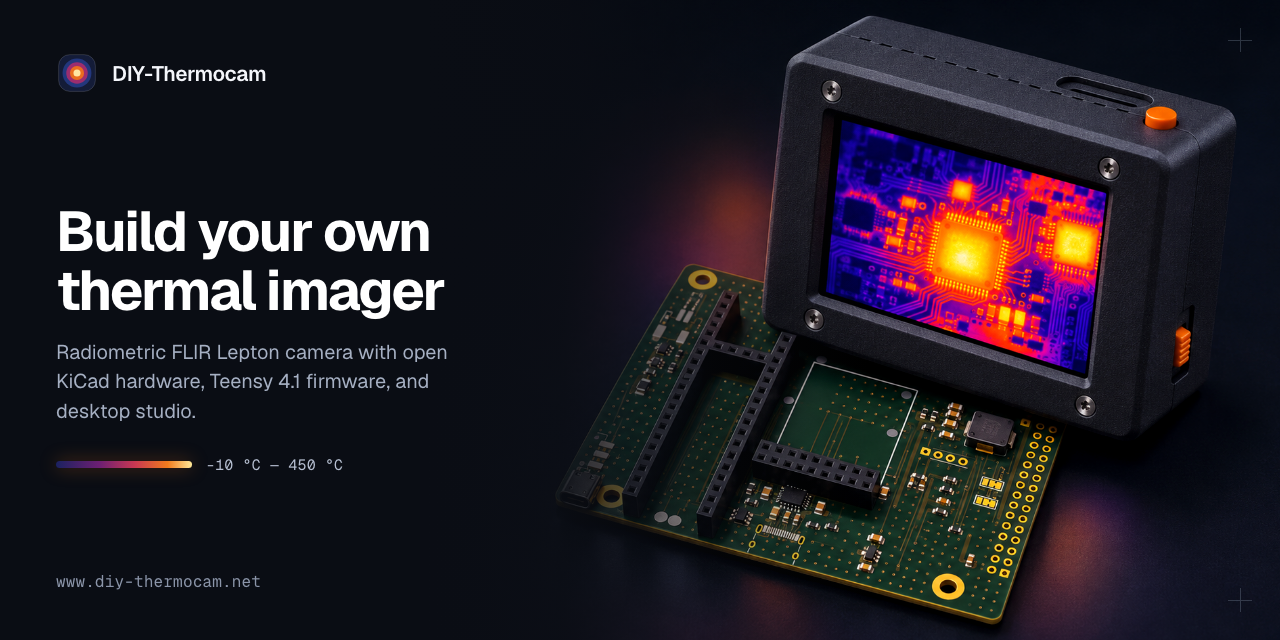 DIY-Thermocam
Build your own
thermal imager
Radiometric FLIR Lepton camera with open
KiCad hardware, Teensy 4.1 firmware, and
desktop studio.
-10 °C — 450 °C
www.diy-thermocam.net